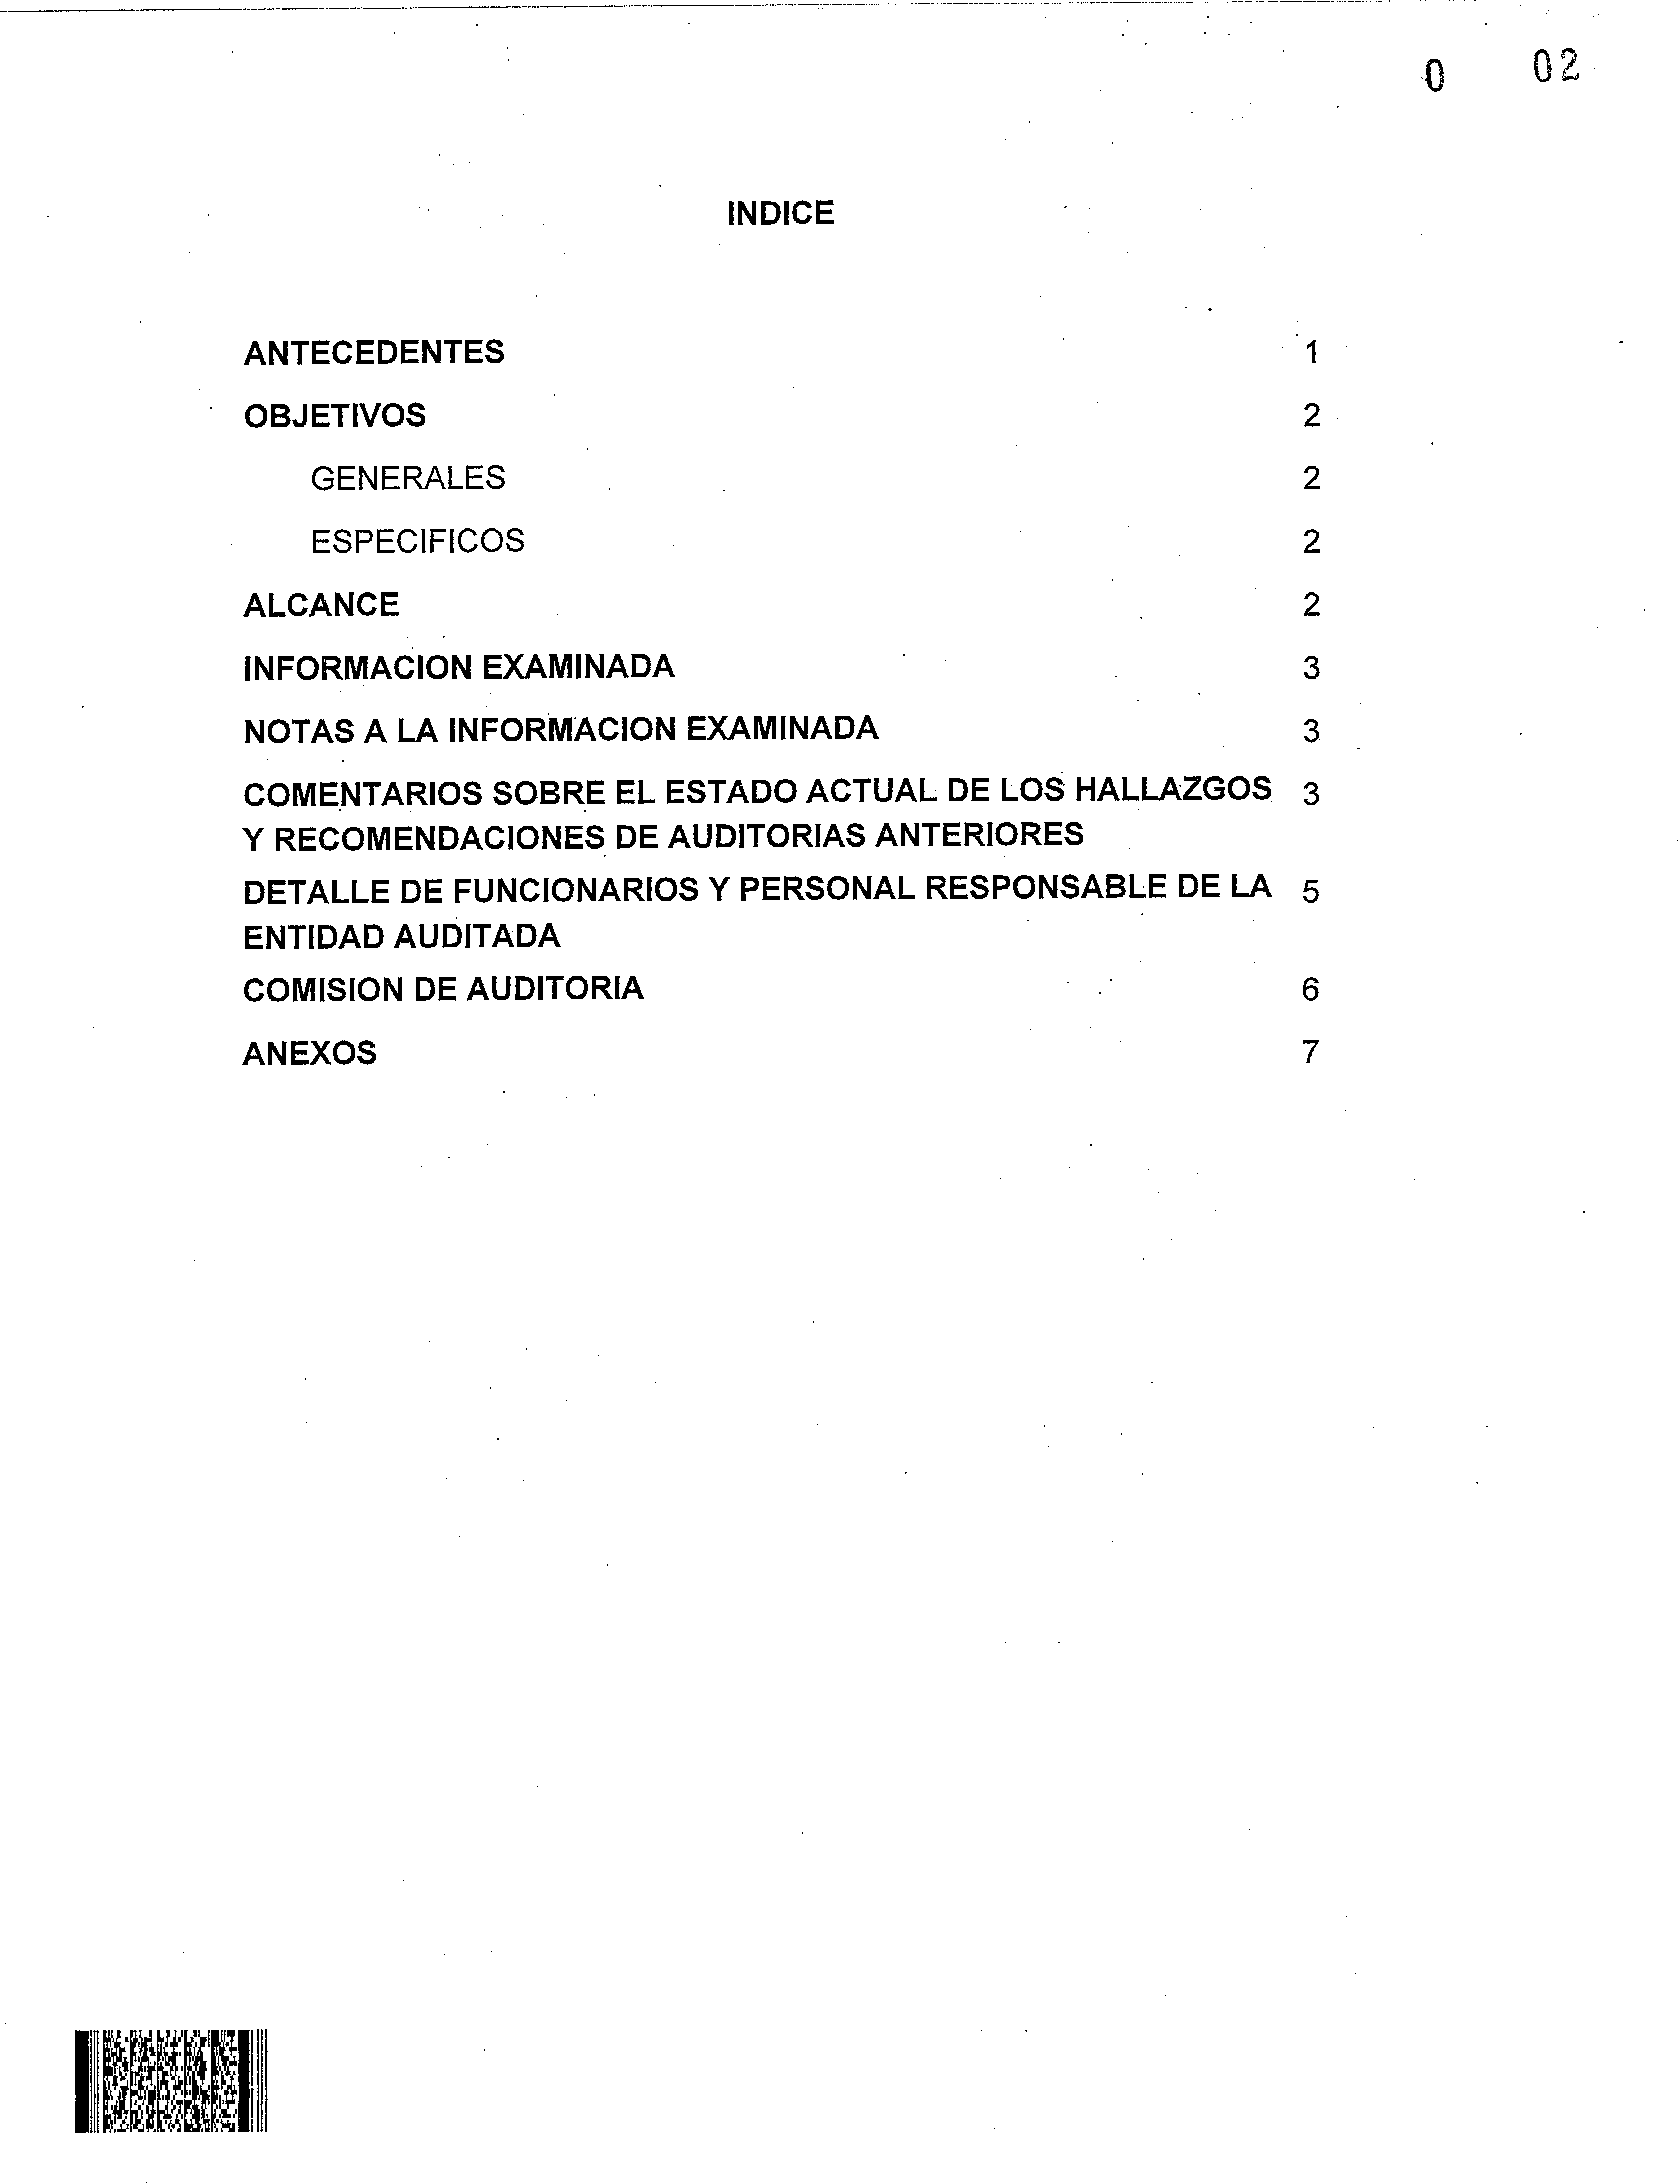 0 02
INDICE
ANTECEDENTES 1
OBJETIVOS 2
GENERALES 2
ESPECIFICOS 2
ALCANCE 2
INFORMACION EXAMINADA 3
NOTAS A LA INFORMACION EXAMINADA 3
COMENTARIOS SOBRE EL ESTADO ACTUAL DE LOS HALLAZGOS 3
Y RECOMENDACIONES DE AUDITORIAS ANTERIORES
DETALLE DE FUNCIONARIOS Y PERSONAL RESPONSABLE DE LA 5
ENTIDAD AUDITADA
COMISION DE AUDITORIA 6
ANEXOS 7